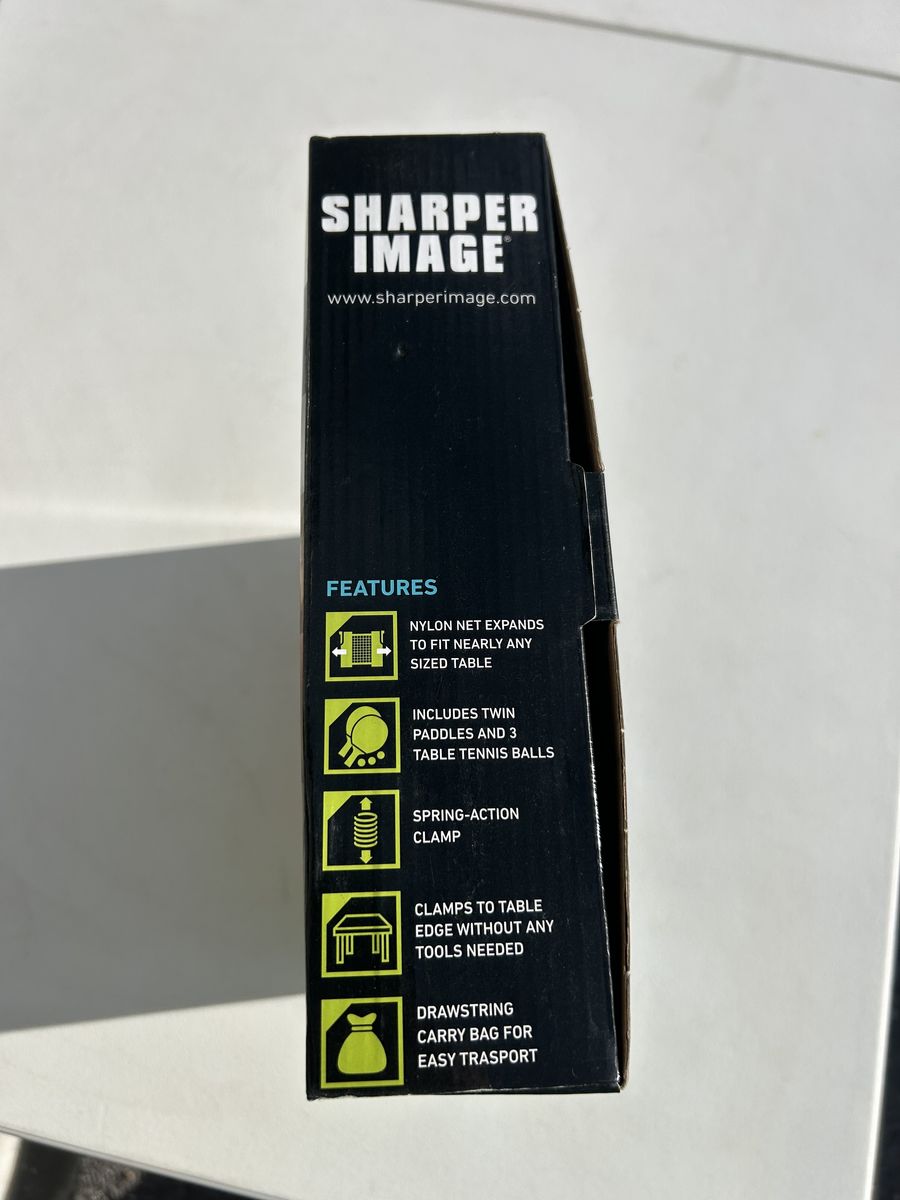 SHARPER
IMAGE®
www.sharperimage.com
FEATURES
NYLON NET EXPANDS
TO FIT NEARLY ANY
SIZED TABLE
INCLUDES TWIN
PADDLES AND 3
TABLE TENNIS BALLS
SPRING-ACTION
CLAMP
CLAMPS TO TABLE
EDGE WITHOUT ANY
TOOLS NEEDED
DRAWSTRING
CARRY BAG FOR
EASY TRASPORT